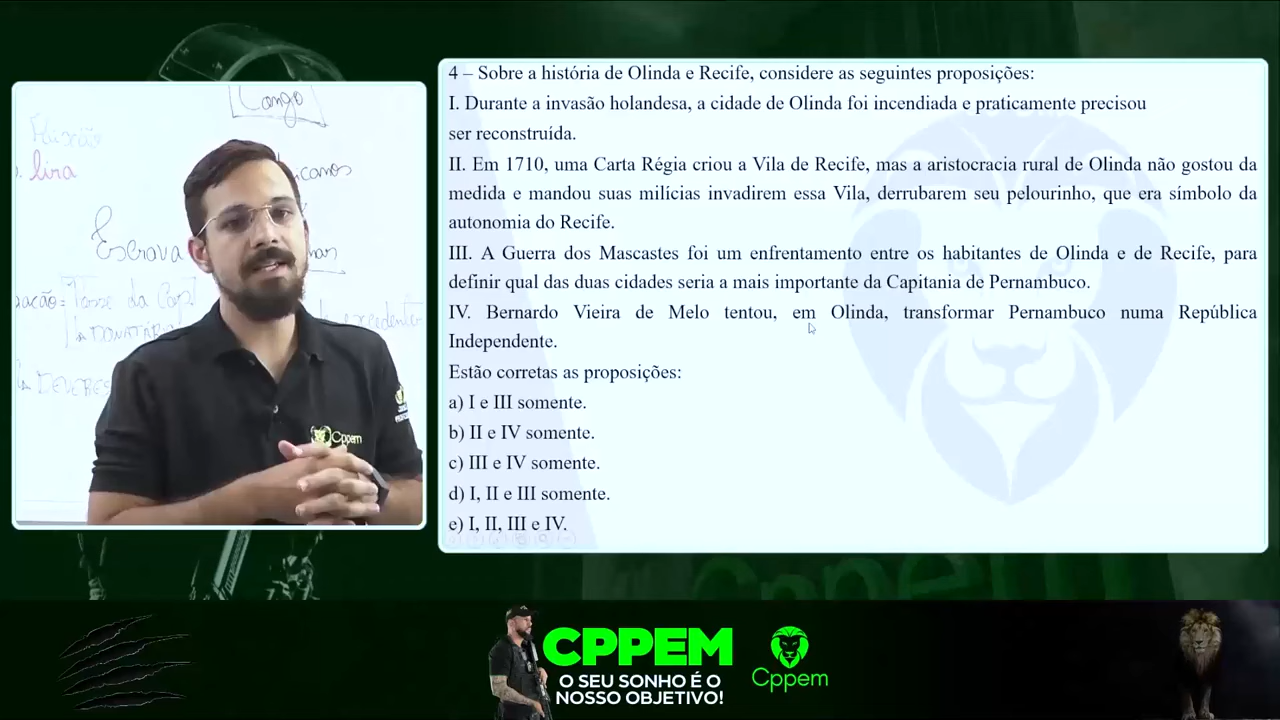 Congo
lira
icanos
Escrava
4 – Sobre a história de Olinda e Recife, considere as seguintes proposições:
I. Durante a invasão holandesa, a cidade de Olinda foi incendiada e praticamente precisou
ser reconstruída.
II. Em 1710, uma Carta Régia criou a Vila de Recife, mas a aristocracia rural de Olinda não gostou da
medida e mandou suas milícias invadirem essa Vila, derrubarem seu pelourinho, que era símbolo da
autonomia do Recife.
III. A Guerra dos Mascastes foi um enfrentamento entre os habitantes de Olinda e de Recife, para
definir qual das duas cidades seria a mais importante da Capitania de Pernambuco.
IV. Bernardo Vieira de Melo tentou, em Olinda, transformar Pernambuco numa República
Independente.
Estão corretas as proposições:
a) I e III somente.
b) II e IV somente.
c) III e IV somente.
d) I, II e III somente.
e) I, II, III e IV.
Cppem
CPPEM
O SEU SONHO É O
NOSSO OBJETIVO!
Cppem